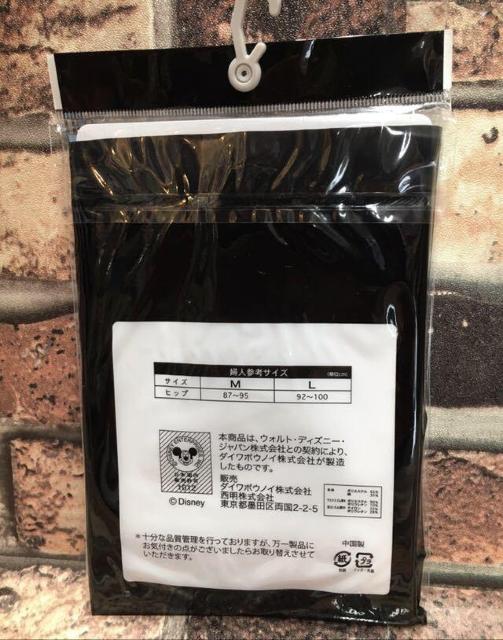 婦人参考サイズ (単位cm)
サイズ M L
ヒップ 87~95 92~100
本商品は、ウォルト・ディズニー・
ジャパン株式会社との契約により、
ダイワボウノイ株式会社が製造
したものです。
販売
ダイワボウノイ株式会社
西明株式会社
東京都墨田区両国2-2-5
©Disney
＊十分な品質管理を行っておりますが、万一製品に
お気付きの点がございましたらお取り替えさせて
いただきます。
中国製
紙
プラ